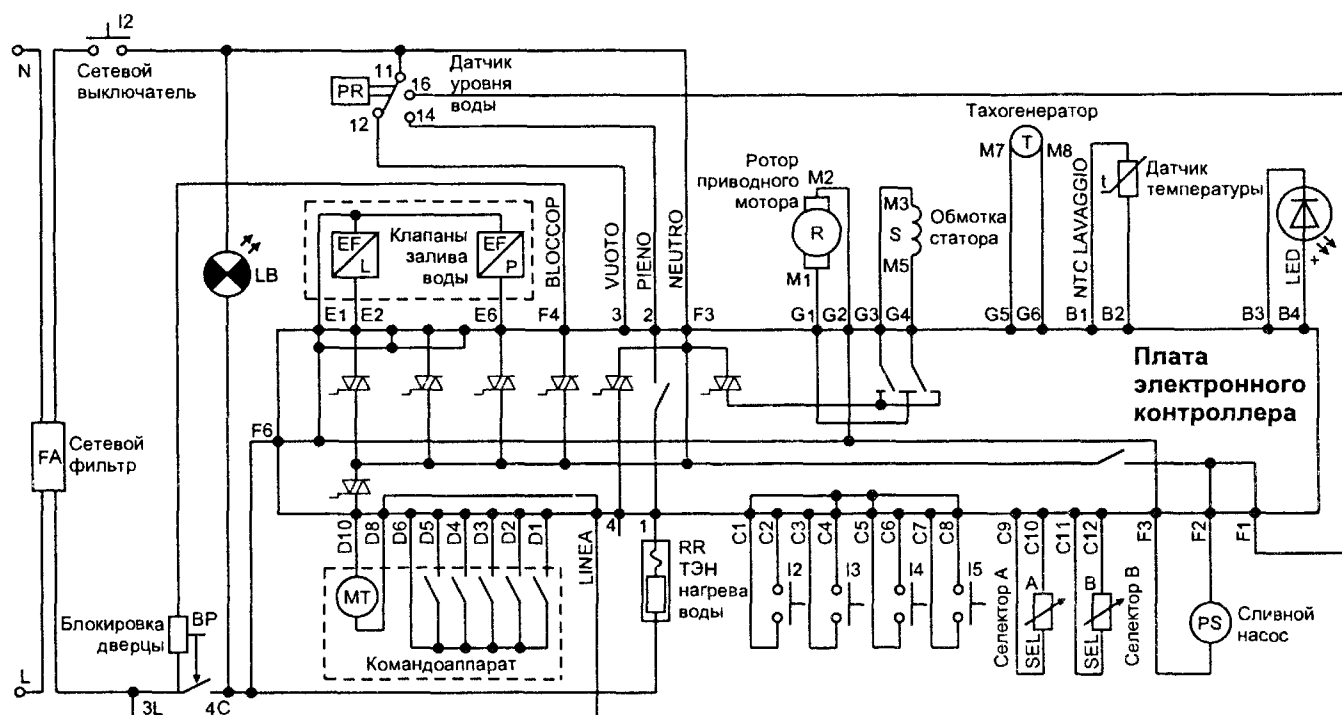 I2
N
Сетевой
выключатель
11
PR
16
12
14
Датчик
уровня
воды
Тахогенератор
M7
T
M8
Ротор
приводного
мотора
M2
R
M1
M3
S
M5
Обмотка
статора
NTC LAVAGGIO
t
Датчик
температуры
LED
+
LB
EF
L
Клапаны
залива
воды
EF
P
BLOCCOP
VUOTO
PIENO
NEUTRO
E1 E2 E6 F4 3 2 F3 G1 G2 G3 G4 G5 G6 B1 B2 B3 B4
Плата
электронного
контроллера
F6
FA
Сетевой
фильтр
D10 D8 D6 D5 D4 D3 D2 D1 LINEA 4 1 C1 C2 C3 C4 C5 C6 C7 C8 C9 C10 C11 C12 F3 F2 F1
MT
Командоаппарат
RR
ТЭН
нагрева
воды
I2 I3 I4 I5
Селектор A
SEL A
SEL B
Селектор B
PS
Сливной
насос
Блокировка
дверцы
BP
L
3L 4C